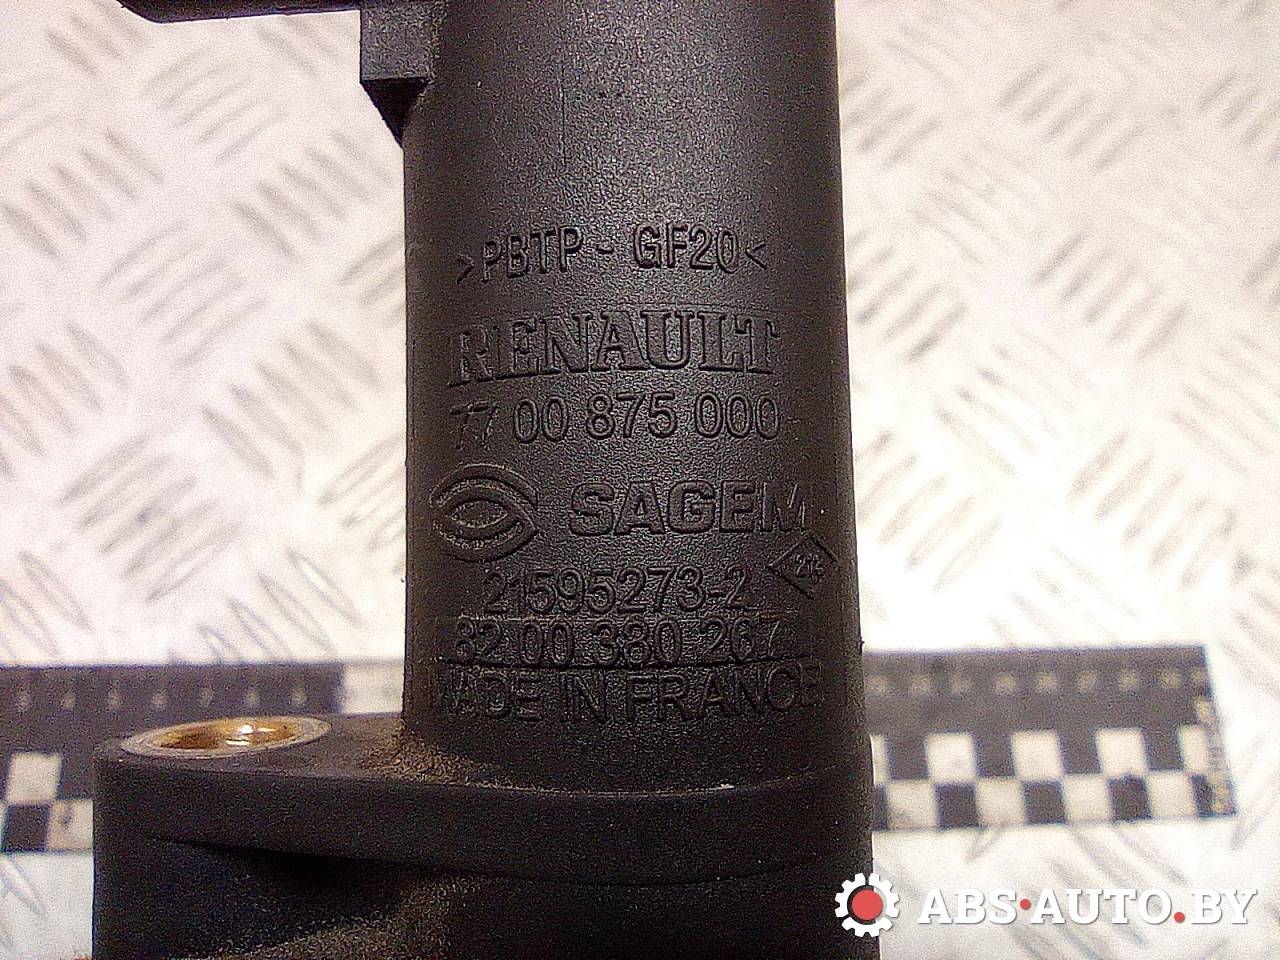 >PBTP - GF20<
RENAULT
77 00 875 000
SAGEM
21595273-2
82 00 380 267
MADE IN FRANCE
ABS·AUTO.BY